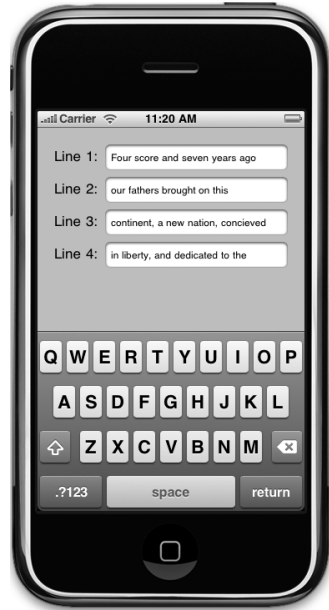 Carrier 11:20 AM
Line 1: Four score and seven years ago
Line 2: our fathers brought on this
Line 3: continent, a new nation, concieved
Line 4: in liberty, and dedicated to the
Q W E R T Y U I O P
A S D F G H J K L
Z X C V B N M
.?123 space return